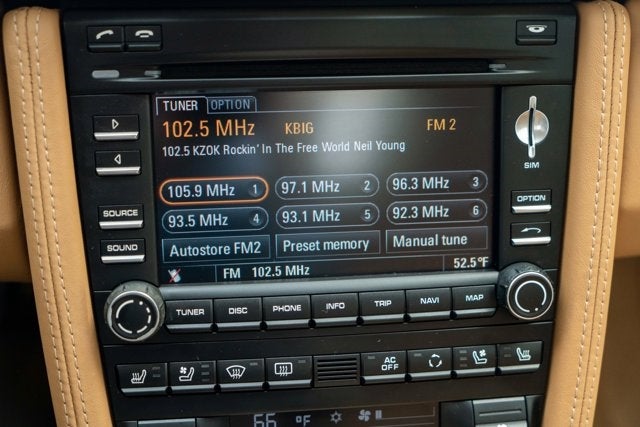 TUNER OPTION
102.5 MHz KBIG FM 2
102.5 KZOK Rockin' In The Free World Neil Young
105.9 MHz 1 97.1 MHz 2 96.3 MHz 3
93.5 MHz 4 93.1 MHz 5 92.3 MHz 6
Autostore FM2 Preset memory Manual tune
FM 102.5 MHz 52.5°F
SOURCE
SOUND
SIM
OPTION
TUNER DISC PHONE INFO TRIP NAVI MAP
AC OFF
66 °F